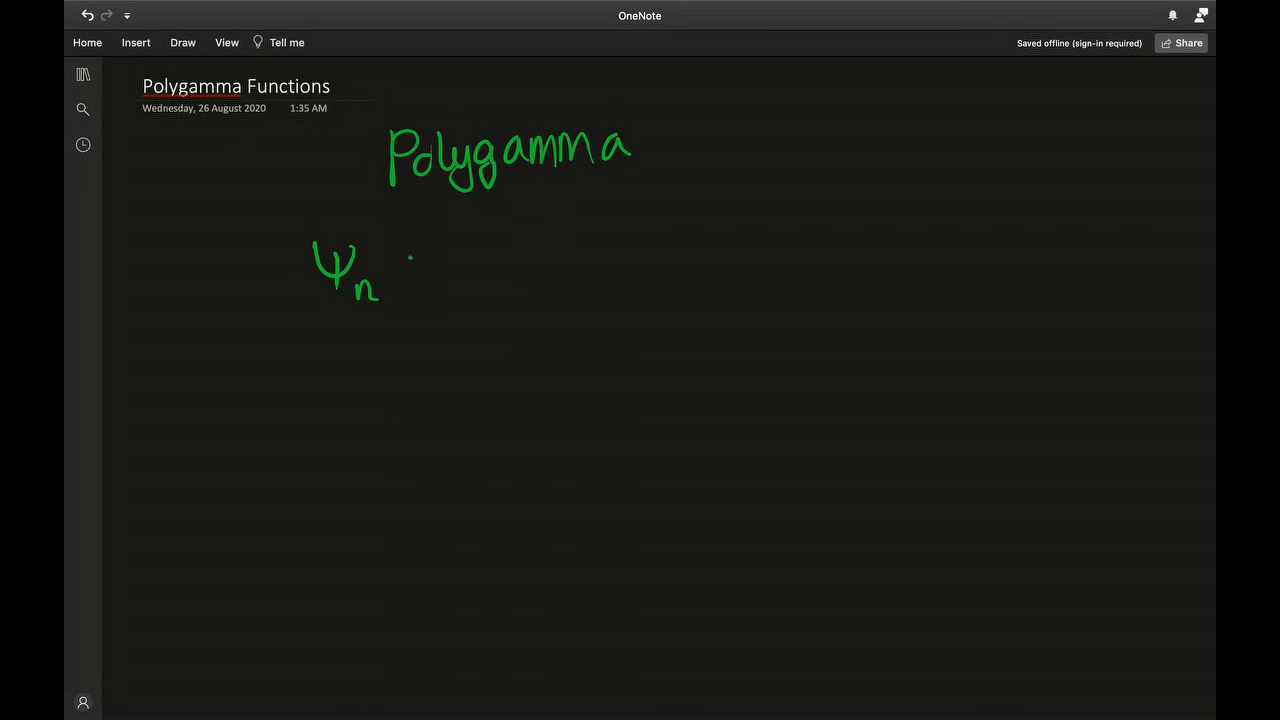 OneNote
Home Insert Draw View Tell me Saved offline (sign-in required) Share
Polygamma Functions
Wednesday, 26 August 2020 1:35 AM
Polygamma
Ψn